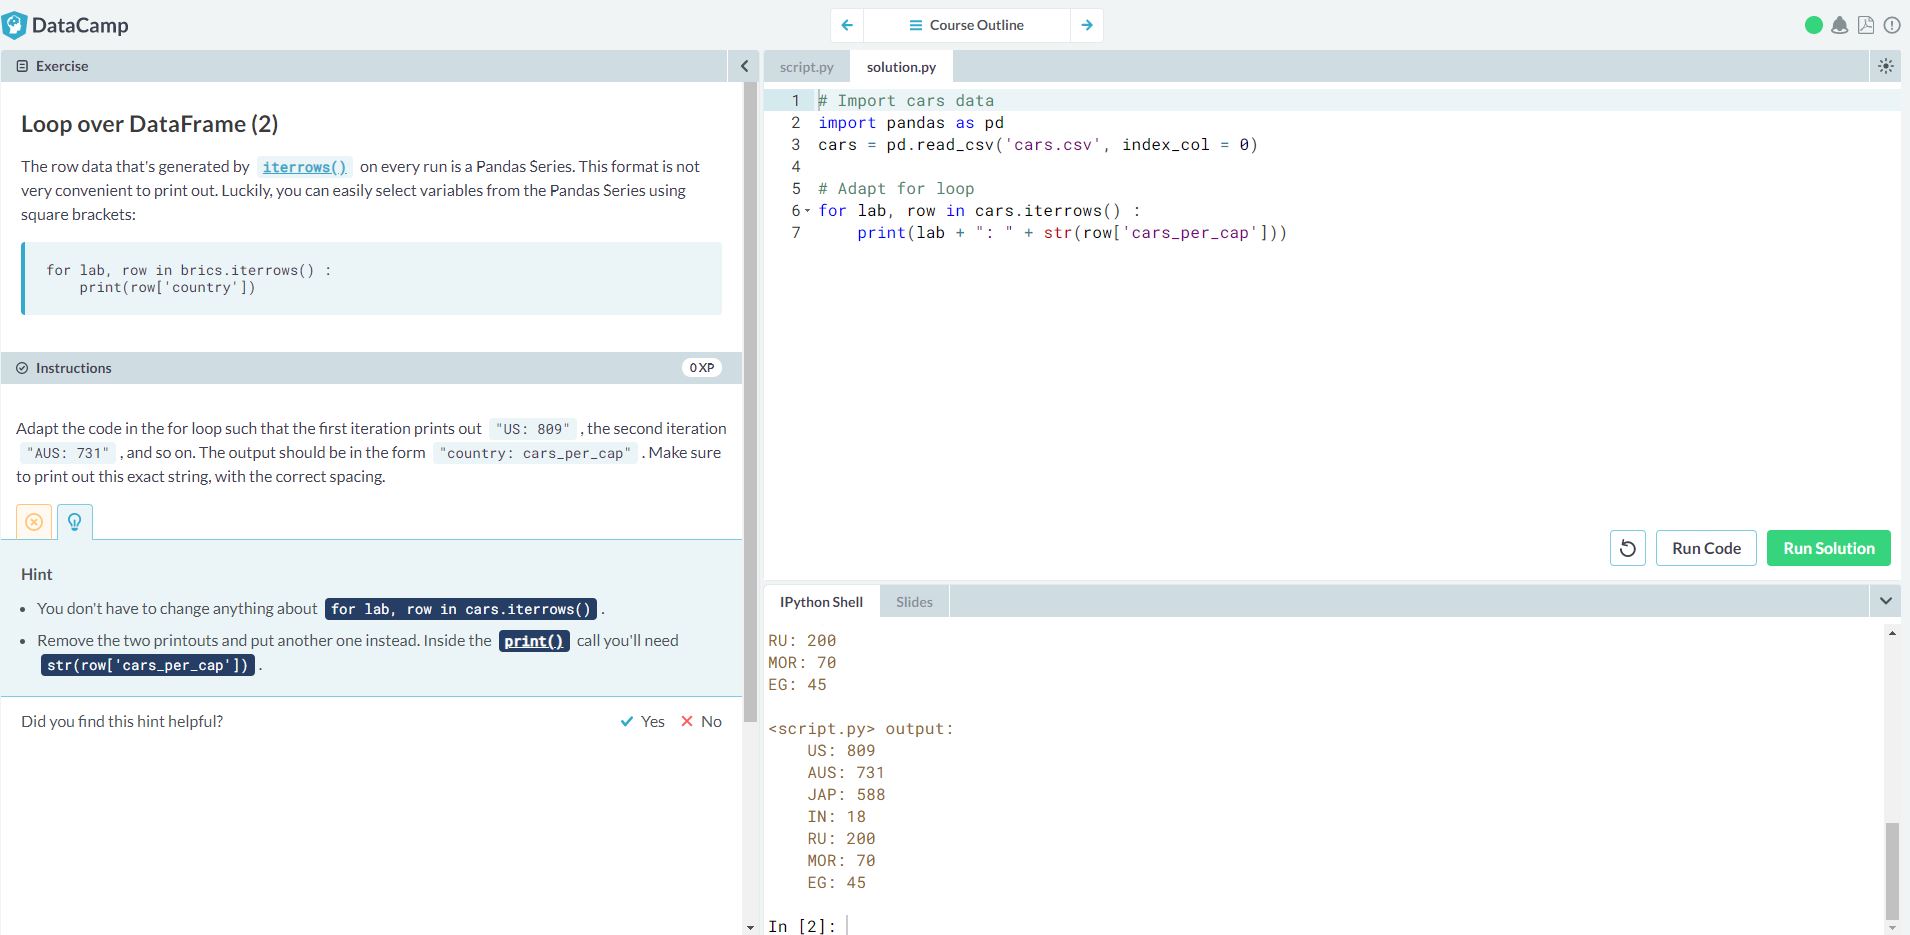 DataCamp
Course Outline
Exercise
Loop over DataFrame (2)
The row data that's generated by iterrows() on every run is a Pandas Series. This format is not
very convenient to print out. Luckily, you can easily select variables from the Pandas Series using
square brackets:
for lab, row in brics.iterrows() :
    print(row['country'])
Instructions
0 XP
Adapt the code in the for loop such that the first iteration prints out "US: 809" , the second iteration
"AUS: 731" , and so on. The output should be in the form "country: cars_per_cap" . Make sure
to print out this exact string, with the correct spacing.
Hint
• You don't have to change anything about for lab, row in cars.iterrows() .
• Remove the two printouts and put another one instead. Inside the print() call you'll need
str(row['cars_per_cap']) .
Did you find this hint helpful?
Yes
No
script.py
solution.py
1 # Import cars data
2 import pandas as pd
3 cars = pd.read_csv('cars.csv', index_col = 0)
4
5 # Adapt for loop
6 for lab, row in cars.iterrows() :
7     print(lab + ": " + str(row['cars_per_cap']))
Run Code
Run Solution
IPython Shell
Slides
RU: 200
MOR: 70
EG: 45
<script.py> output:
    US: 809
    AUS: 731
    JAP: 588
    IN: 18
    RU: 200
    MOR: 70
    EG: 45
In [2]: